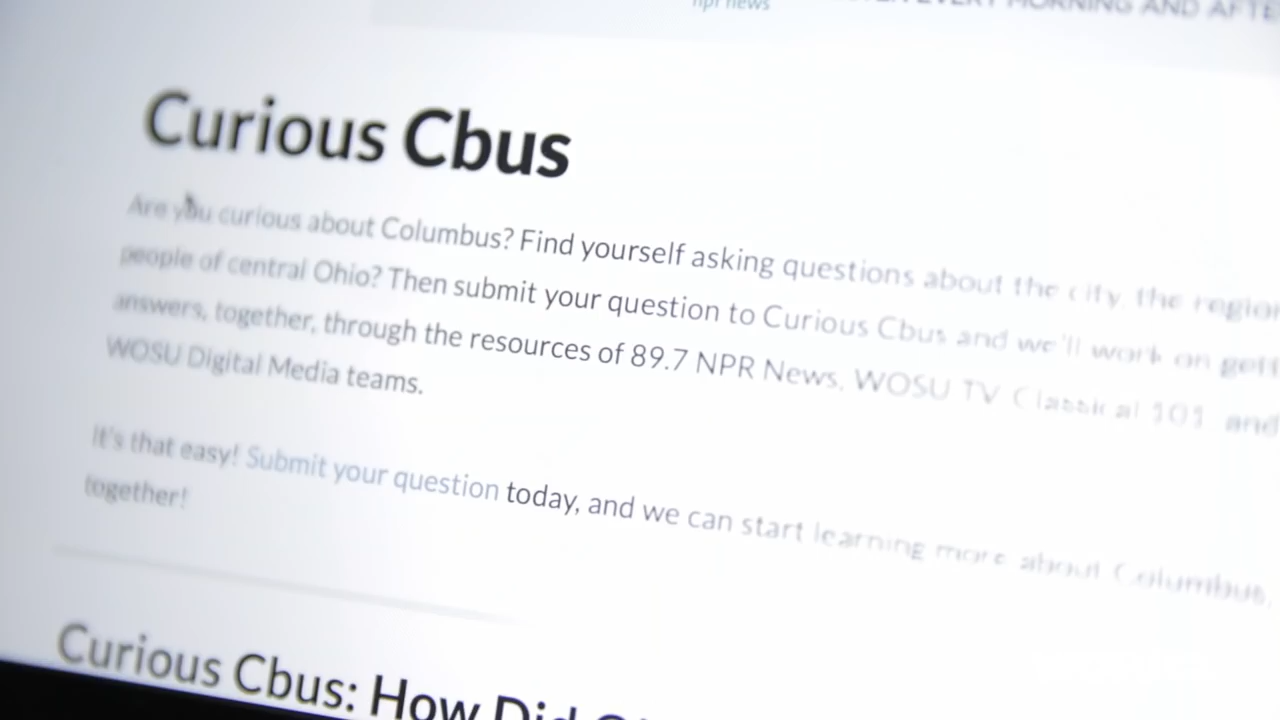 npr news
EVERY MORNING AND
Curious Cbus
Are you curious about Columbus? Find yourself asking questions about the city, the region
people of central Ohio? Then submit your question to Curious Cbus and we'll work on
answers, together, through the resources of 89.7 NPR News, WOSU TV Classical 101 and
WOSU Digital Media teams.
It's that easy! Submit your question today, and we can start learning more about Columbus,
together!
Curious Cbus: How Did